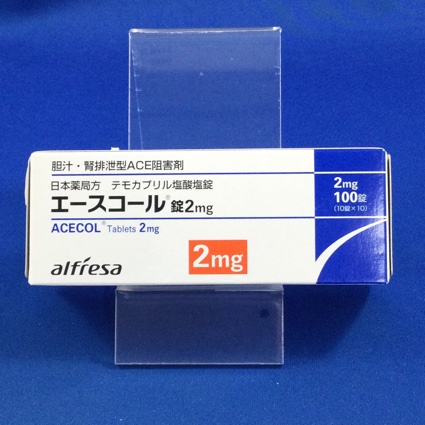 胆汁・腎排泄型ACE阻害剤
日本薬局方 テモカプリル塩酸塩錠
エースコール®錠2mg
ACECOL® Tablets 2mg
2mg
alfresa
2mg
100錠
(10錠×10)